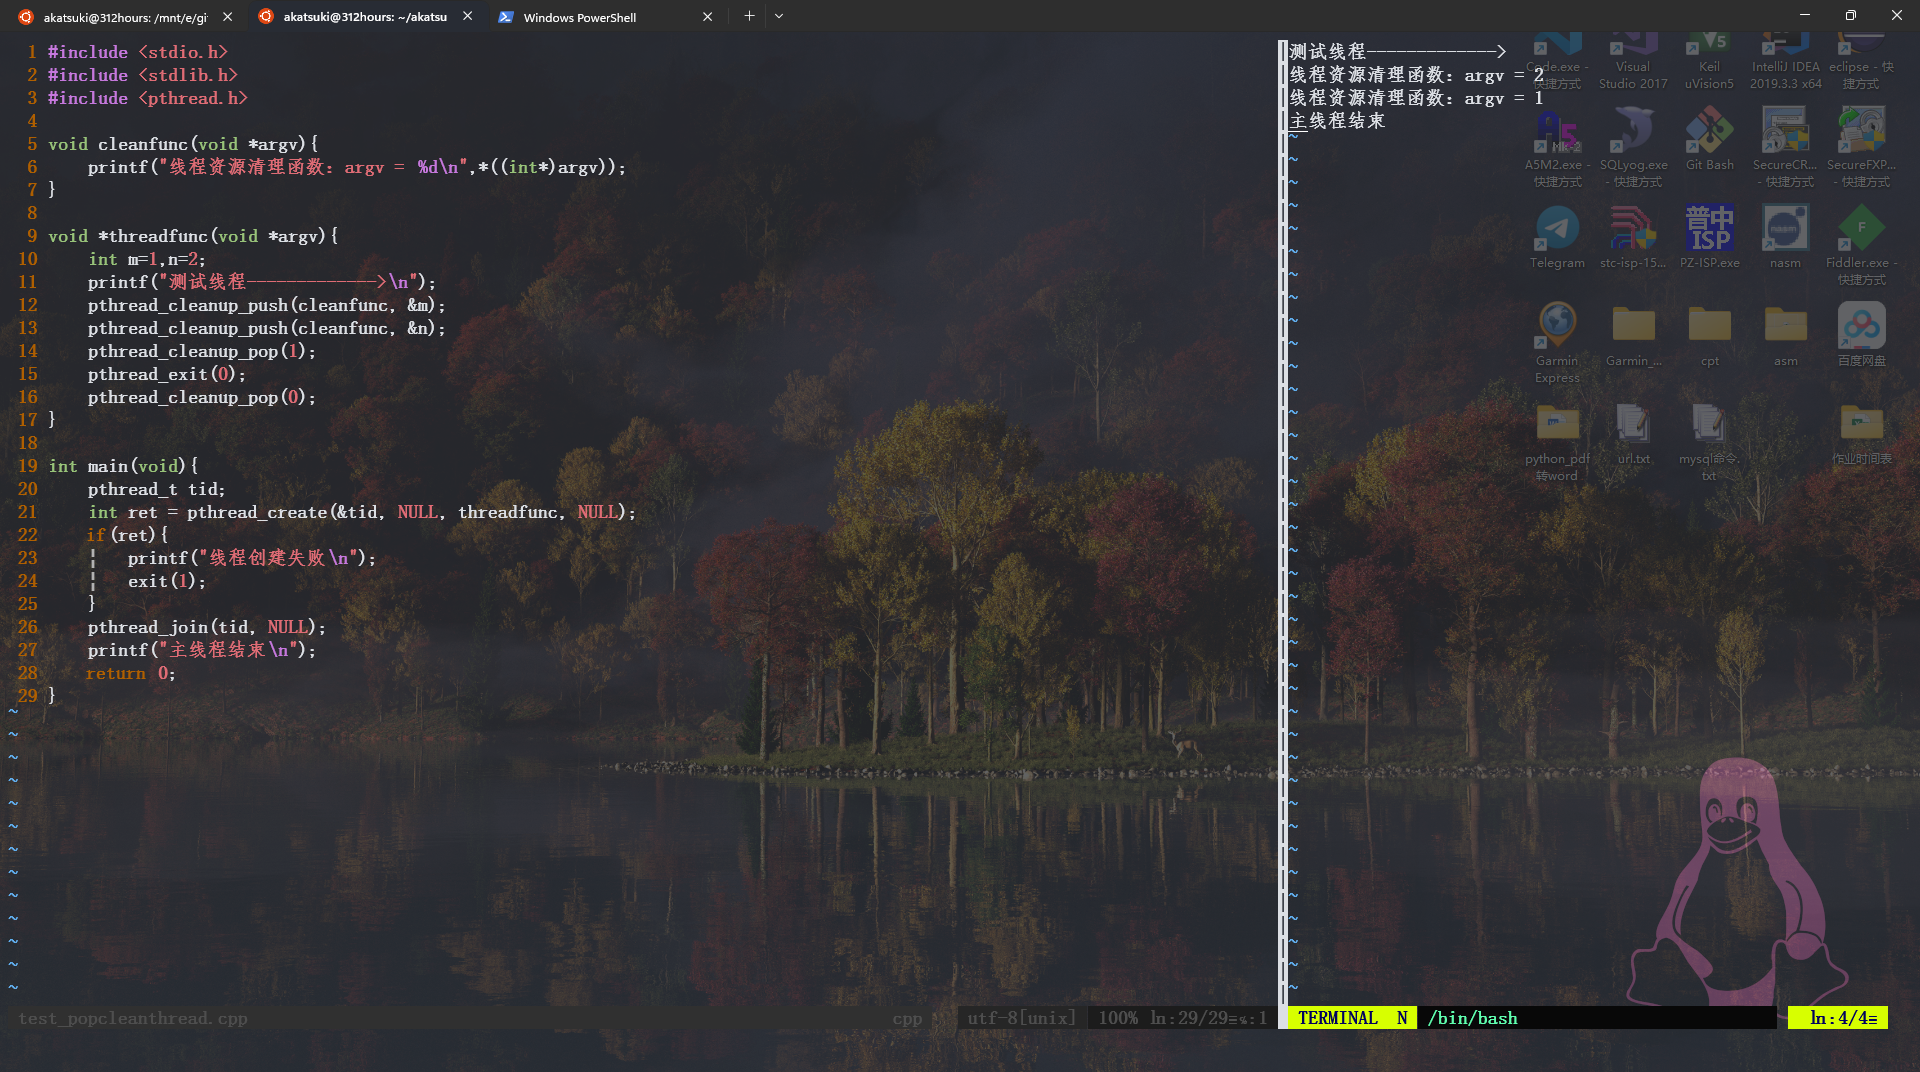 akatsuki@312hours: /mnt/e/gi
akatsuki@312hours: ~/akatsu
Windows PowerShell
1 #include <stdio.h>
2 #include <stdlib.h>
3 #include <pthread.h>
4
5 void cleanfunc(void *argv){
6     printf("线程资源清理函数：argv = %d\n",*((int*)argv));
7 }
8
9 void *threadfunc(void *argv){
10     int m=1,n=2;
11     printf("测试线程------------->\n");
12     pthread_cleanup_push(cleanfunc, &m);
13     pthread_cleanup_push(cleanfunc, &n);
14     pthread_cleanup_pop(1);
15     pthread_exit(0);
16     pthread_cleanup_pop(0);
17 }
18
19 int main(void){
20     pthread_t tid;
21     int ret = pthread_create(&tid, NULL, threadfunc, NULL);
22     if(ret){
23     ¦   printf("线程创建失败\n");
24     ¦   exit(1);
25     }
26     pthread_join(tid, NULL);
27     printf("主线程结束\n");
28     return 0;
29 }
test_popcleanthread.cpp
cpp
utf-8[unix]
100% ln:29/29≡℅:1
测试线程------------->
线程资源清理函数：argv = 2
线程资源清理函数：argv = 1
主线程结束
TERMINAL N /bin/bash
ln:4/4≡
Code.exe - 快捷方式
Visual Studio 2017
Keil uVision5
IntelliJ IDEA 2019.3.3 x64
eclipse - 快捷方式
A5M2.exe - 快捷方式
SQLyog.exe - 快捷方式
Git Bash
SecureCR... - 快捷方式
SecureFXP... - 快捷方式
Telegram
stc-isp-15...
普中 ISP
PZ-ISP.exe
nasm
nasm
Fiddler.exe - 快捷方式
Garmin Express
Garmin_...
cpt
asm
百度网盘
python_pdf转word
url.txt
mysql命令.txt
作业时间表